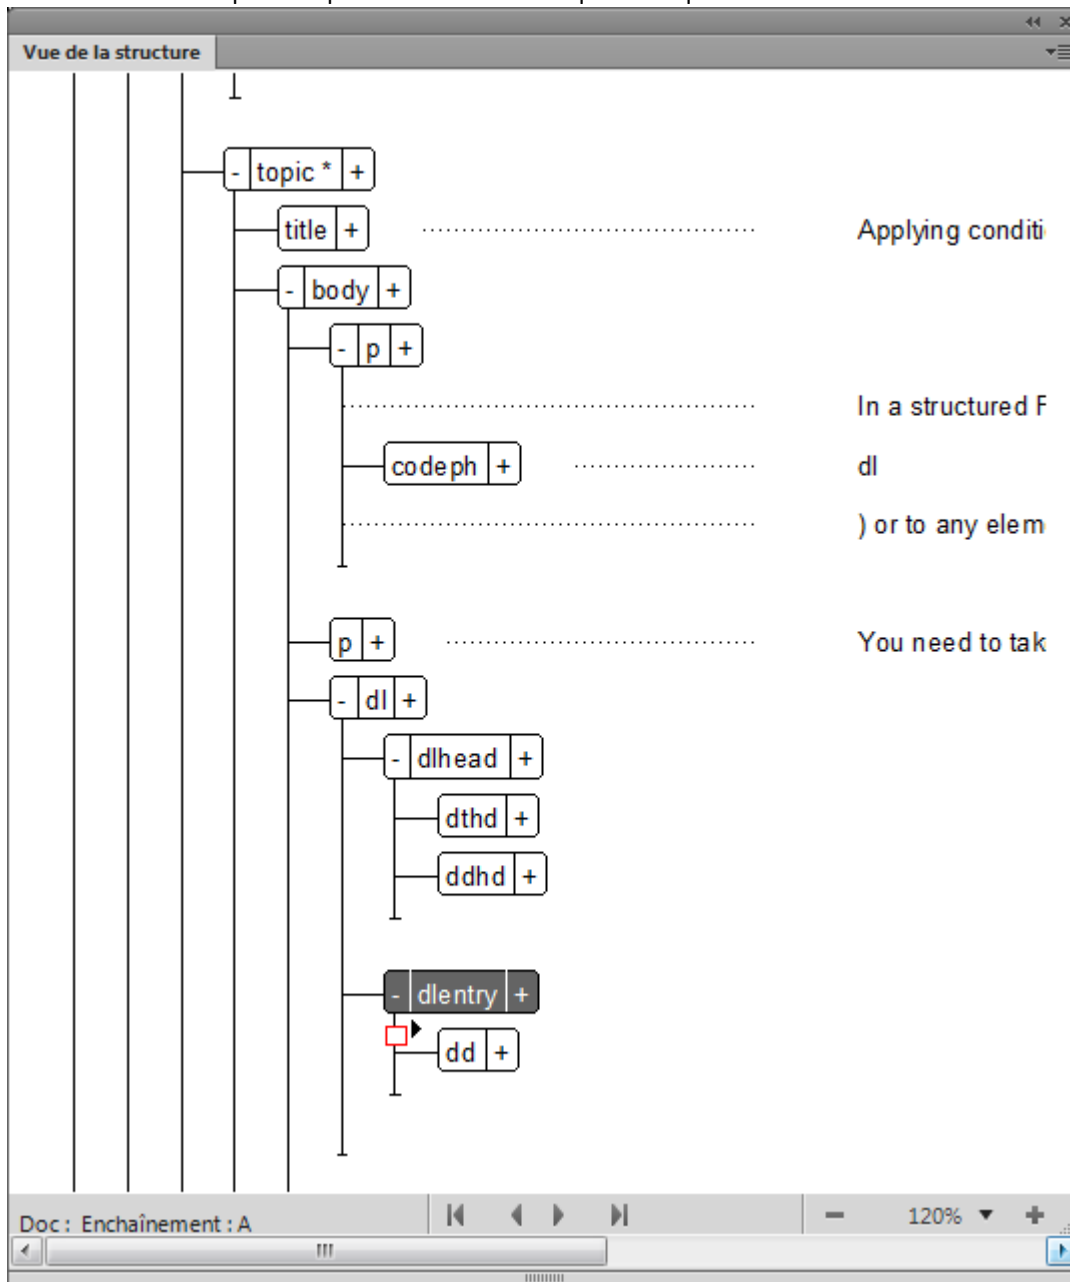 Vue de la structure
- topic * +
title + Applying conditi
- body +
- p +
In a structured F
codeph + dl
) or to any elem
p + You need to tak
- dl +
- dlhead +
dthd +
ddhd +
- dlentry +
dd +
Doc : Enchaînement : A 120%